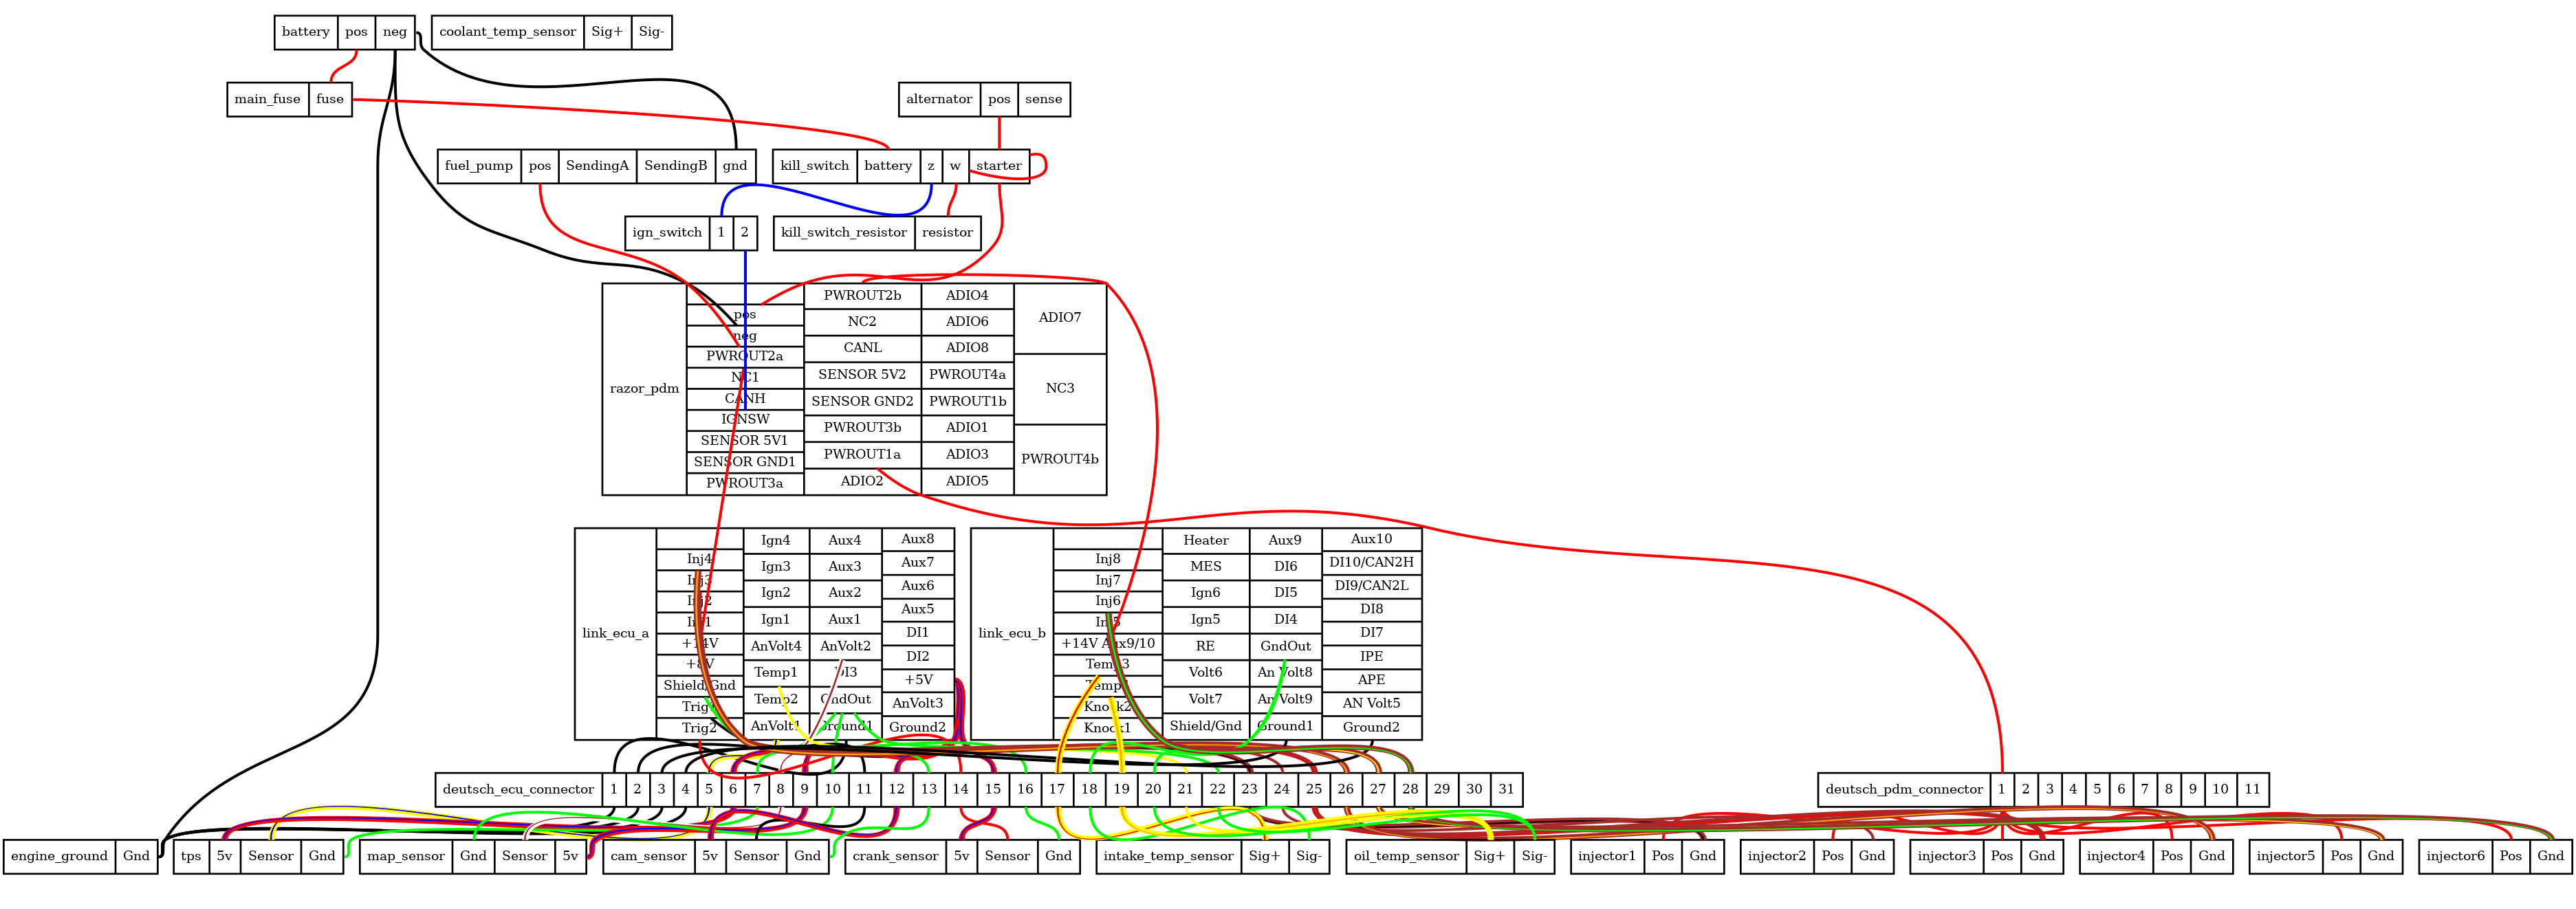 battery pos neg
coolant_temp_sensor Sig+ Sig-
main_fuse fuse
alternator pos sense
fuel_pump pos SendingA SendingB gnd
kill_switch battery z w starter
ign_switch 1 2
kill_switch_resistor resistor
razor_pdm
pos
neg
PWROUT2a
NC1
CANH
IGNSW
SENSOR 5V1
SENSOR GND1
PWROUT3a
PWROUT2b
NC2
CANL
SENSOR 5V2
SENSOR GND2
PWROUT3b
PWROUT1a
ADIO2
ADIO4
ADIO6
ADIO8
PWROUT4a
PWROUT1b
ADIO1
ADIO3
ADIO5
ADIO7
NC3
PWROUT4b
link_ecu_a
Inj4
Inj3
Inj2
Inj1
+14V
+8V
Shield/Gnd
Trig1
Trig2
Ign4
Ign3
Ign2
Ign1
AnVolt4
Temp1
Temp2
AnVolt1
Aux4
Aux3
Aux2
Aux1
AnVolt2
DI3
GndOut
Ground1
Aux8
Aux7
Aux6
Aux5
DI1
DI2
+5V
AnVolt3
Ground2
link_ecu_b
Inj8
Inj7
Inj6
Inj5
+14V Aux9/10
Temp3
Temp4
Knock2
Knock1
Heater
MES
Ign6
Ign5
RE
Volt6
Volt7
Shield/Gnd
Aux9
DI6
DI5
DI4
GndOut
An Volt8
An Volt9
Ground1
Aux10
DI10/CAN2H
DI9/CAN2L
DI8
DI7
IPE
APE
AN Volt5
Ground2
deutsch_ecu_connector 1 2 3 4 5 6 7 8 9 10 11 12 13 14 15 16 17 18 19 20 21 22 23 24 25 26 27 28 29 30 31
deutsch_pdm_connector 1 2 3 4 5 6 7 8 9 10 11
engine_ground Gnd
tps 5v Sensor Gnd
map_sensor Gnd Sensor 5v
cam_sensor 5v Sensor Gnd
crank_sensor 5v Sensor Gnd
intake_temp_sensor Sig+ Sig-
oil_temp_sensor Sig+ Sig-
injector1 Pos Gnd
injector2 Pos Gnd
injector3 Pos Gnd
injector4 Pos Gnd
injector5 Pos Gnd
injector6 Pos Gnd